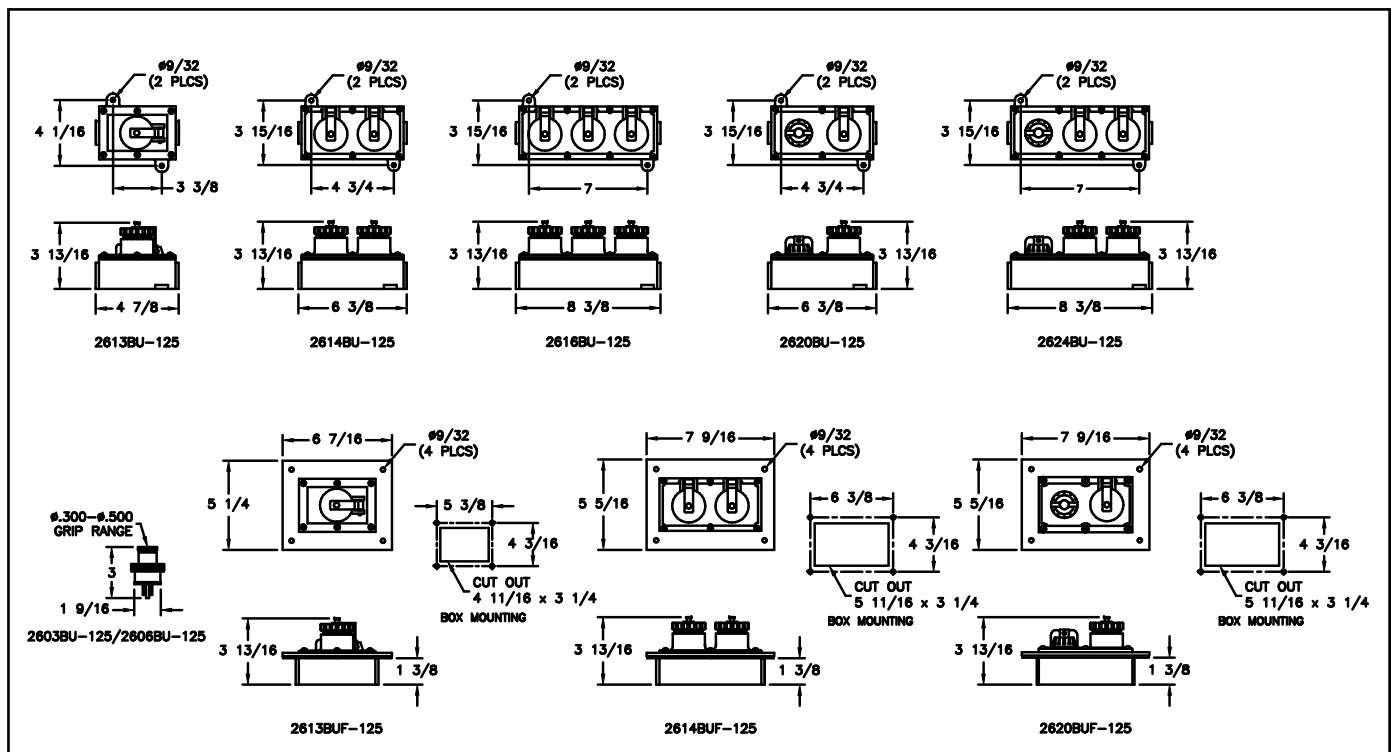 ø9/32
(2 PLCS)
4 1/16
3 3/8
3 13/16
4 7/8
2613BU-125
ø9/32
(2 PLCS)
3 15/16
4 3/4
3 13/16
6 3/8
2614BU-125
ø9/32
(2 PLCS)
3 15/16
7
3 13/16
8 3/8
2616BU-125
ø9/32
(2 PLCS)
3 15/16
4 3/4
3 13/16
6 3/8
2620BU-125
ø9/32
(2 PLCS)
3 15/16
7
3 13/16
8 3/8
2624BU-125
ø.300-ø.500
GRIP RANGE
3
1 9/16
2603BU-125/2606BU-125
6 7/16
ø9/32
(4 PLCS)
5 1/4
5 3/8
4 3/16
CUT OUT
4 11/16 x 3 1/4
BOX MOUNTING
3 13/16
1 3/8
2613BUF-125
7 9/16
ø9/32
(4 PLCS)
5 5/16
6 3/8
4 3/16
CUT OUT
5 11/16 x 3 1/4
BOX MOUNTING
3 13/16
1 3/8
2614BUF-125
7 9/16
ø9/32
(4 PLCS)
5 5/16
6 3/8
4 3/16
CUT OUT
5 11/16 x 3 1/4
BOX MOUNTING
3 13/16
1 3/8
2620BUF-125